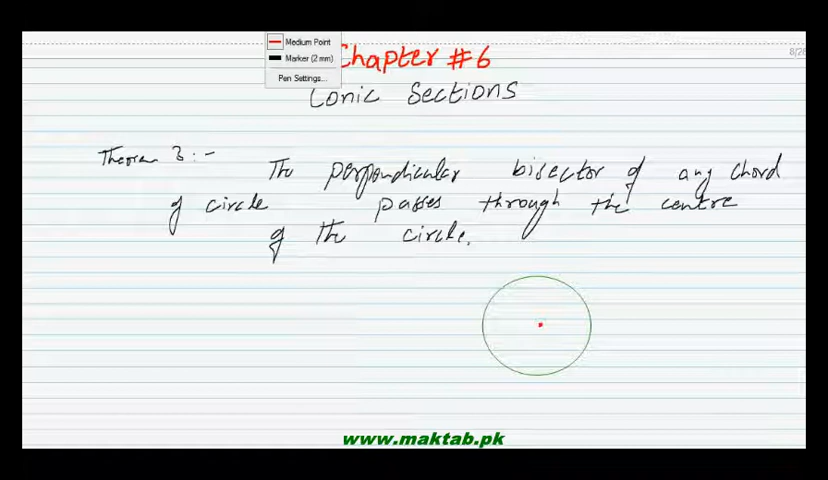 Medium Point
Marker (2 mm)
Pen Settings...
Chapter #6
Conic Sections
Theorem 3 :-
The perpendicular bisector of any chord
of circle passes through the centre
of the circle.
www.maktab.pk